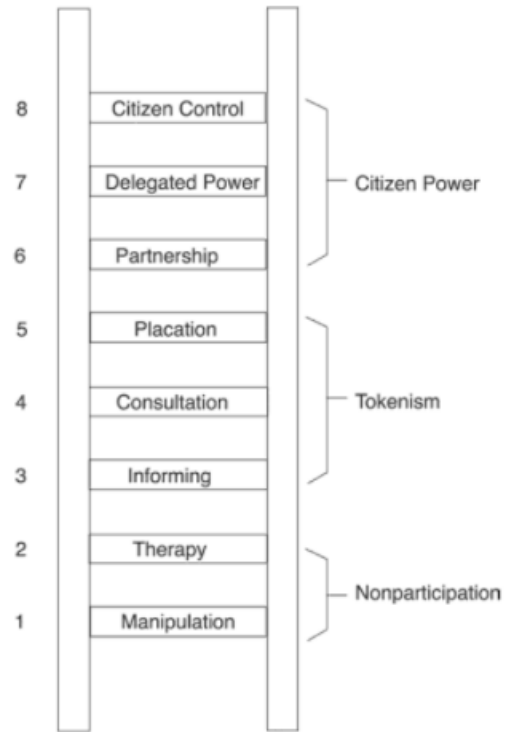 8 Citizen Control
7 Delegated Power
Citizen Power
6 Partnership
5 Placation
4 Consultation
Tokenism
3 Informing
2 Therapy
Nonparticipation
1 Manipulation